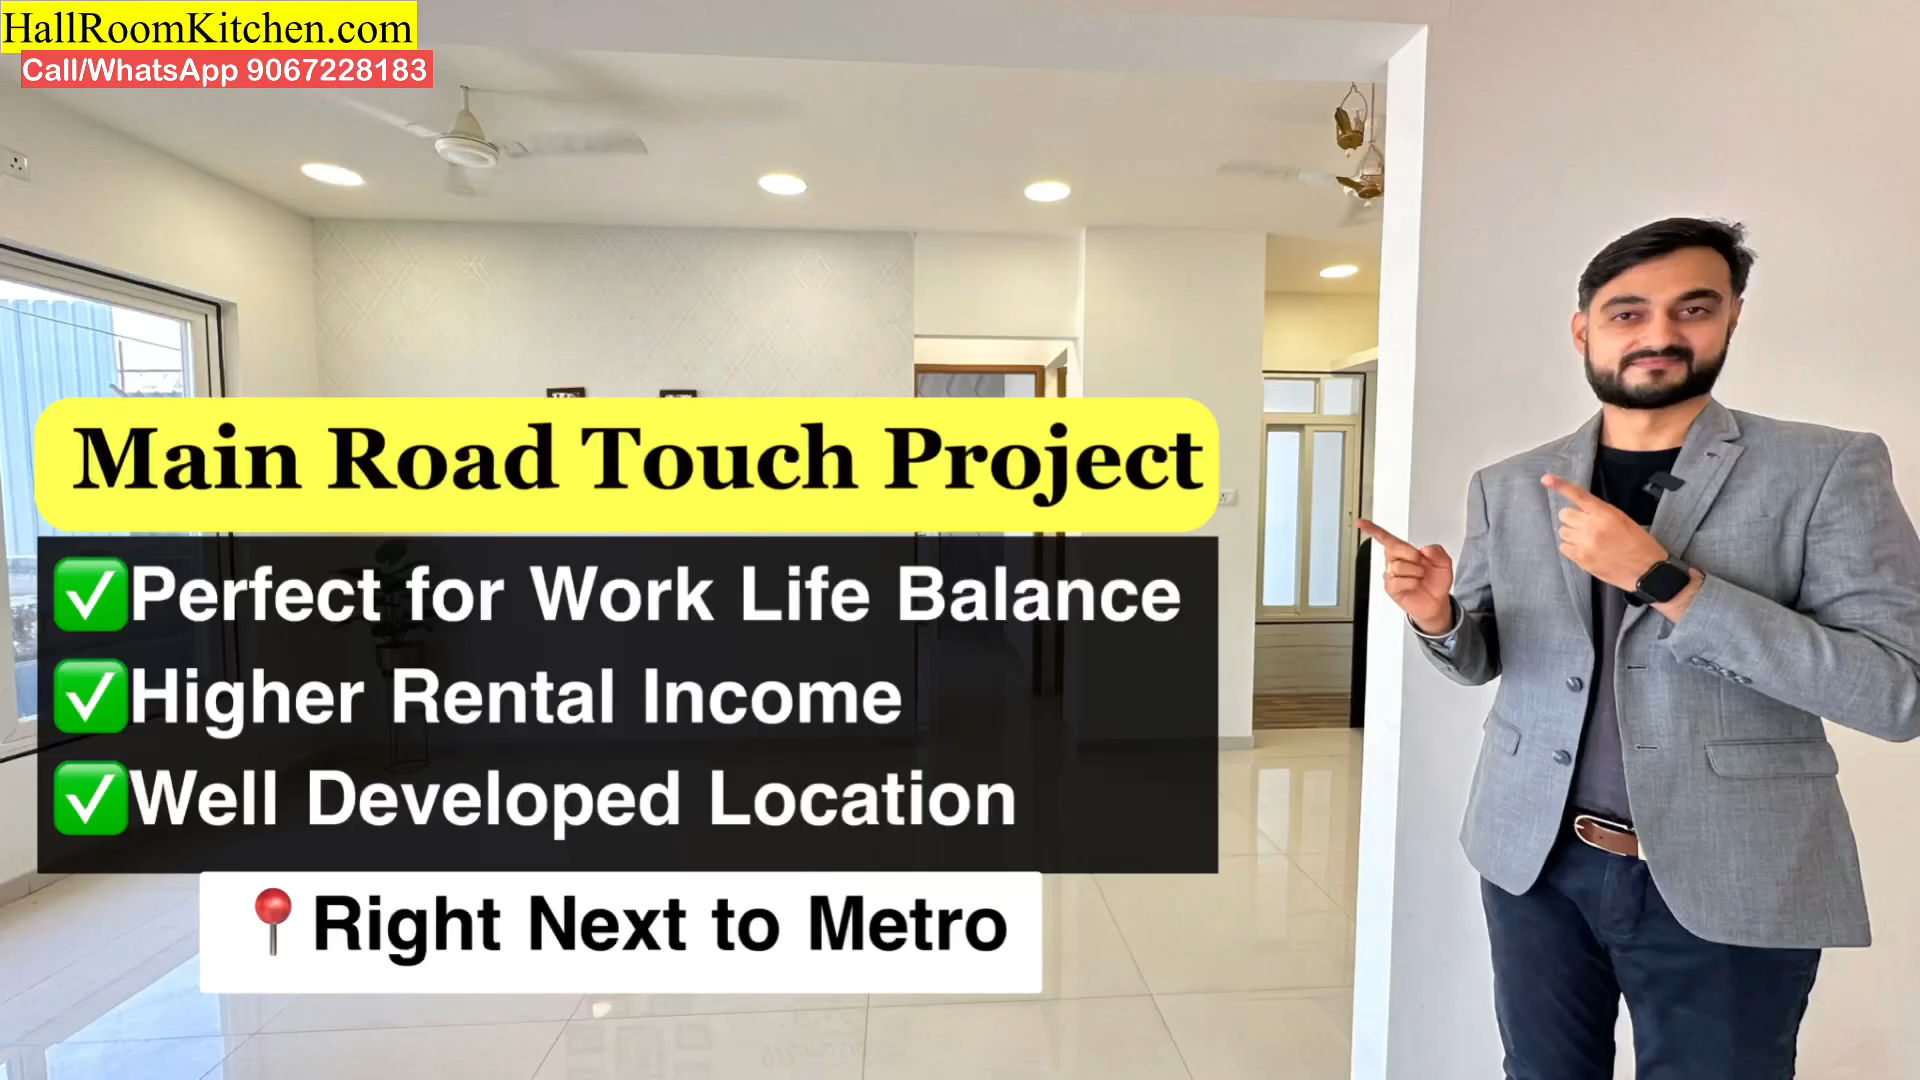 HallRoomKitchen.com
Call/WhatsApp 9067228183
Main Road Touch Project
✅Perfect for Work Life Balance
✅Higher Rental Income
✅Well Developed Location
📍Right Next to Metro